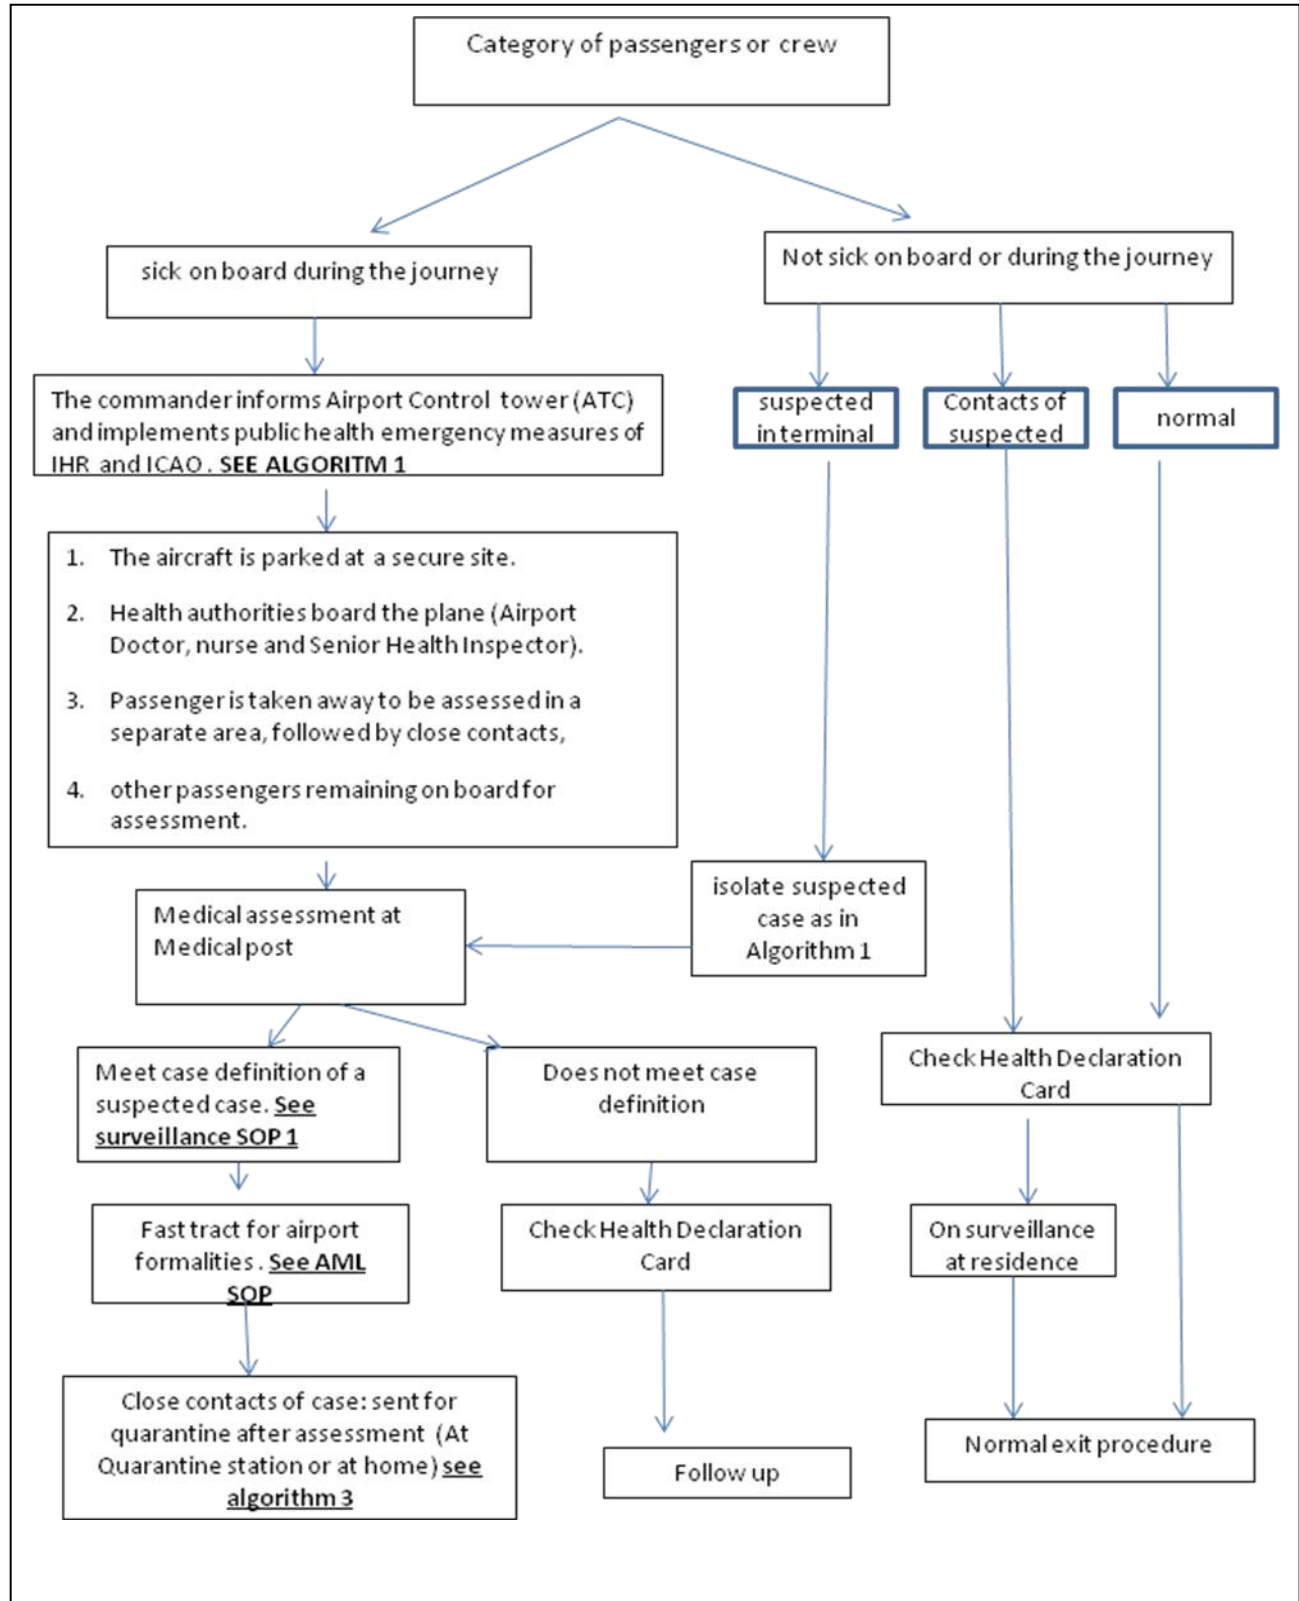 Category of passengers or crew
sick on board during the journey
Not sick on board or during the journey
The commander informs Airport Control tower (ATC)
and implements public health emergency measures of
IHR and ICAO . SEE ALGORITM 1
suspected
in terminal
Contacts of
suspected
normal
1. The aircraft is parked at a secure site.
2. Health authorities board the plane (Airport
Doctor, nurse and Senior Health Inspector).
3. Passenger is taken away to be assessed in a
separate area, followed by close contacts,
4. other passengers remaining on board for
assessment.
isolate suspected
case as in
Algorithm 1
Medical assessment at
Medical post
Meet case definition of a
suspected case. See
surveillance SOP 1
Does not meet case
definition
Check Health Declaration
Card
Fast tract for airport
formalities . See AML
SOP
Check Health Declaration
Card
On surveillance
at residence
Close contacts of case: sent for
quarantine after assessment (At
Quarantine station or at home) see
algorithm 3
Follow up
Normal exit procedure